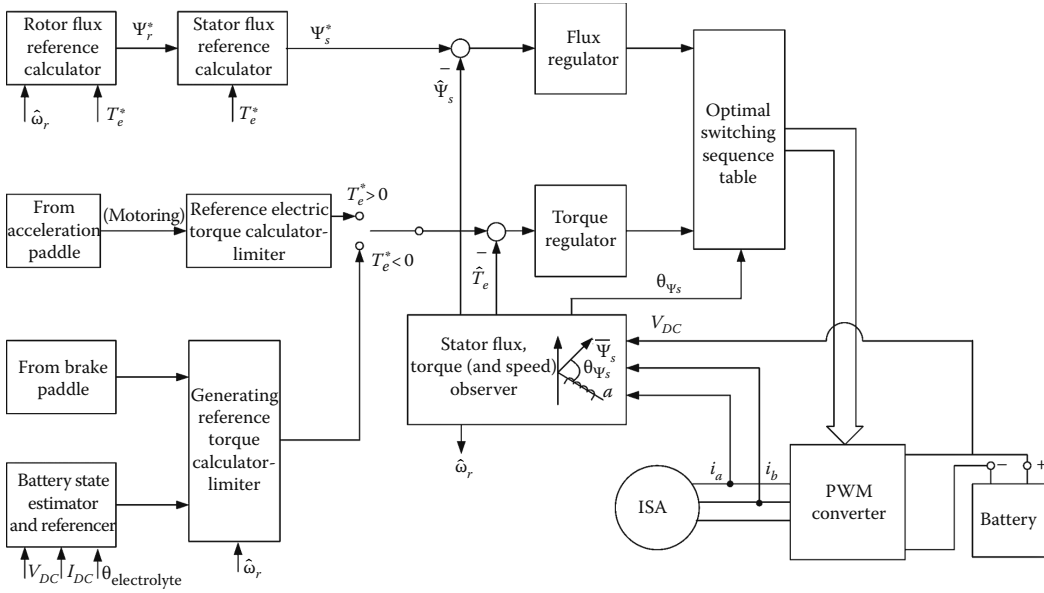 Rotor flux
reference
calculator
Ψ*r
Stator flux
reference
calculator
Ψ*s
−
Ψ̂s
Flux
regulator
Optimal
switching
sequence
table
ω̂r
T*e
T*e
From
acceleration
paddle
(Motoring)
Reference electric
torque calculator-
limiter
T*e>0
T*e<0
−
T̂e
Torque
regulator
θΨs
VDC
Stator flux,
torque (and speed)
observer
Ψ̄s
θΨs
a
ω̂r
From brake
paddle
Generating
reference
torque
calculator-
limiter
Battery state
estimator
and referencer
VDC
IDC
θelectrolyte
ω̂r
ISA
ia
ib
PWM
converter
−
+
Battery